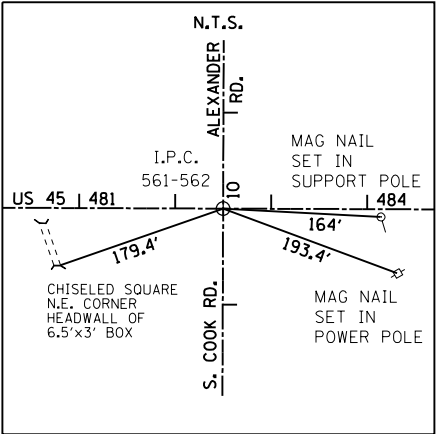 N.T.S.
ALEXANDER
RD.
I.P.C.
561-562
MAG NAIL
SET IN
SUPPORT POLE
10
US 45
481
484
164'
179.4'
193.4'
CHISELED SQUARE
N.E. CORNER
HEADWALL OF
6.5'x3' BOX
MAG NAIL
SET IN
POWER POLE
S. COOK RD.